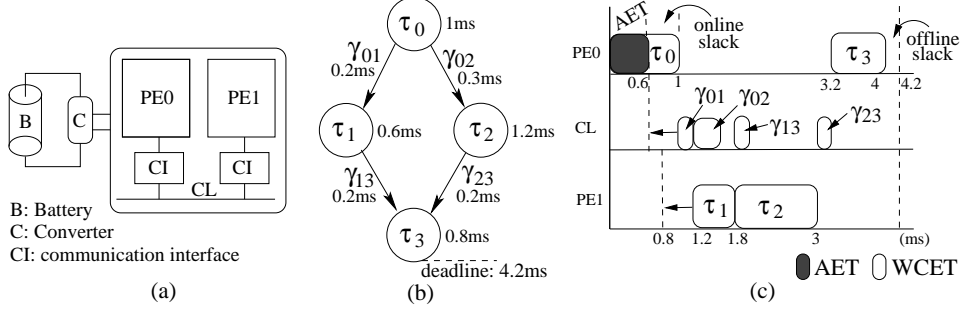 B
C
PE0
PE1
CI
CI
CL
B: Battery
C: Converter
CI: communication interface
(a)
τ0
1ms
γ01
0.2ms
γ02
0.3ms
τ1
0.6ms
τ2
1.2ms
γ13
0.2ms
γ23
0.2ms
τ3
0.8ms
deadline: 4.2ms
(b)
AET
online
slack
offline
slack
PE0
τ0
τ3
0.6
1
3.2
4
4.2
γ01
γ02
γ13
γ23
CL
PE1
τ1
τ2
0.8
1.2
1.8
3
(ms)
AET
WCET
(c)